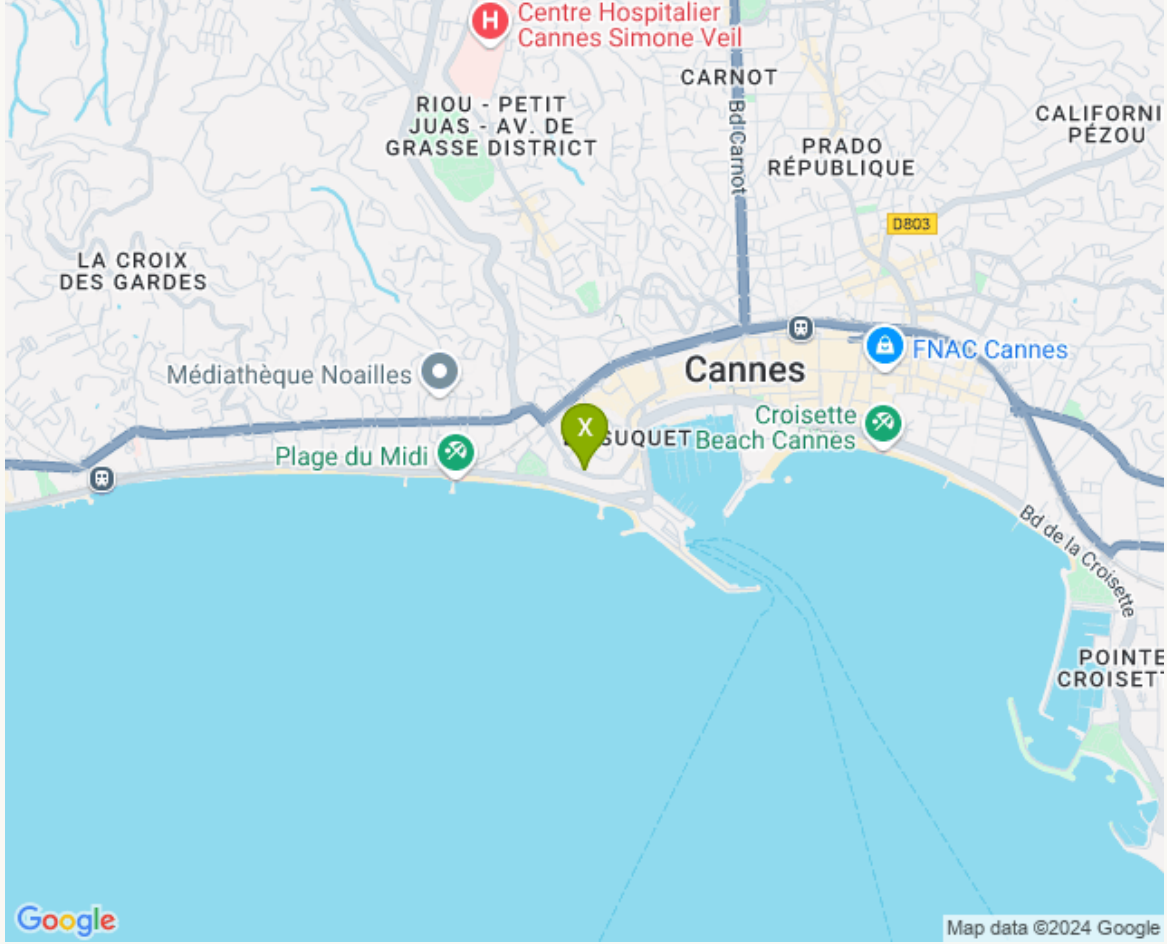 H
Centre Hospitalier
Cannes Simone Veil
CARNOT
RIOU - PETIT
JUAS - AV. DE
GRASSE DISTRICT
Bd Carnot
CALIFORNI
PÉZOU
PRADO
RÉPUBLIQUE
D803
LA CROIX
DES GARDES
FNAC Cannes
Médiathèque Noailles
Cannes
X
SUQUET
Croisette
Beach Cannes
Plage du Midi
Bd de la Croisette
POINTE
CROISET
Google
Map data ©2024 Google